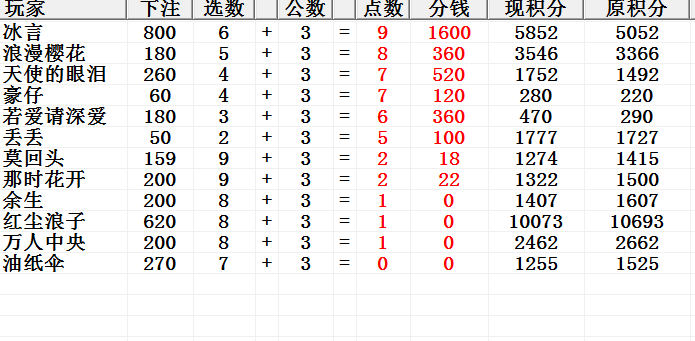 玩家 下注 选数 公数 点数 分钱 现积分 原积分
冰言 800 6 + 3 = 9 1600 5852 5052
浪漫樱花 180 5 + 3 = 8 360 3546 3366
天使的眼泪 260 4 + 3 = 7 520 1752 1492
豪仔 60 4 + 3 = 7 120 280 220
若爱请深爱 180 3 + 3 = 6 360 470 290
丢丢 50 2 + 3 = 5 100 1777 1727
莫回头 159 9 + 3 = 2 18 1274 1415
那时花开 200 9 + 3 = 2 22 1322 1500
余生 200 8 + 3 = 1 0 1407 1607
红尘浪子 620 8 + 3 = 1 0 10073 10693
万人中央 200 8 + 3 = 1 0 2462 2662
油纸伞 270 7 + 3 = 0 0 1255 1525